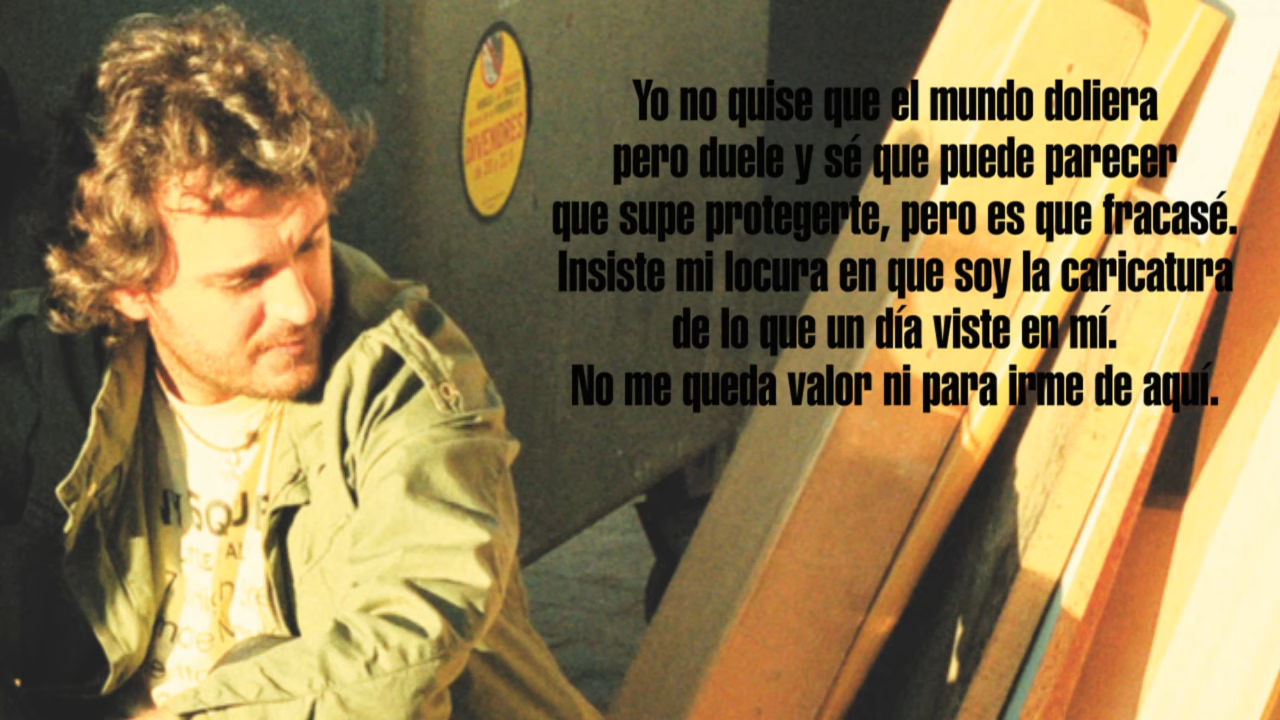 DIVENDRES
Yo no quise que el mundo doliera
pero duele y sé que puede parecer
que supe protegerte, pero es que fracasé.
Insiste mi locura en que soy la caricatura
de lo que un día viste en mí.
No me queda valor ni para irme de aquí.